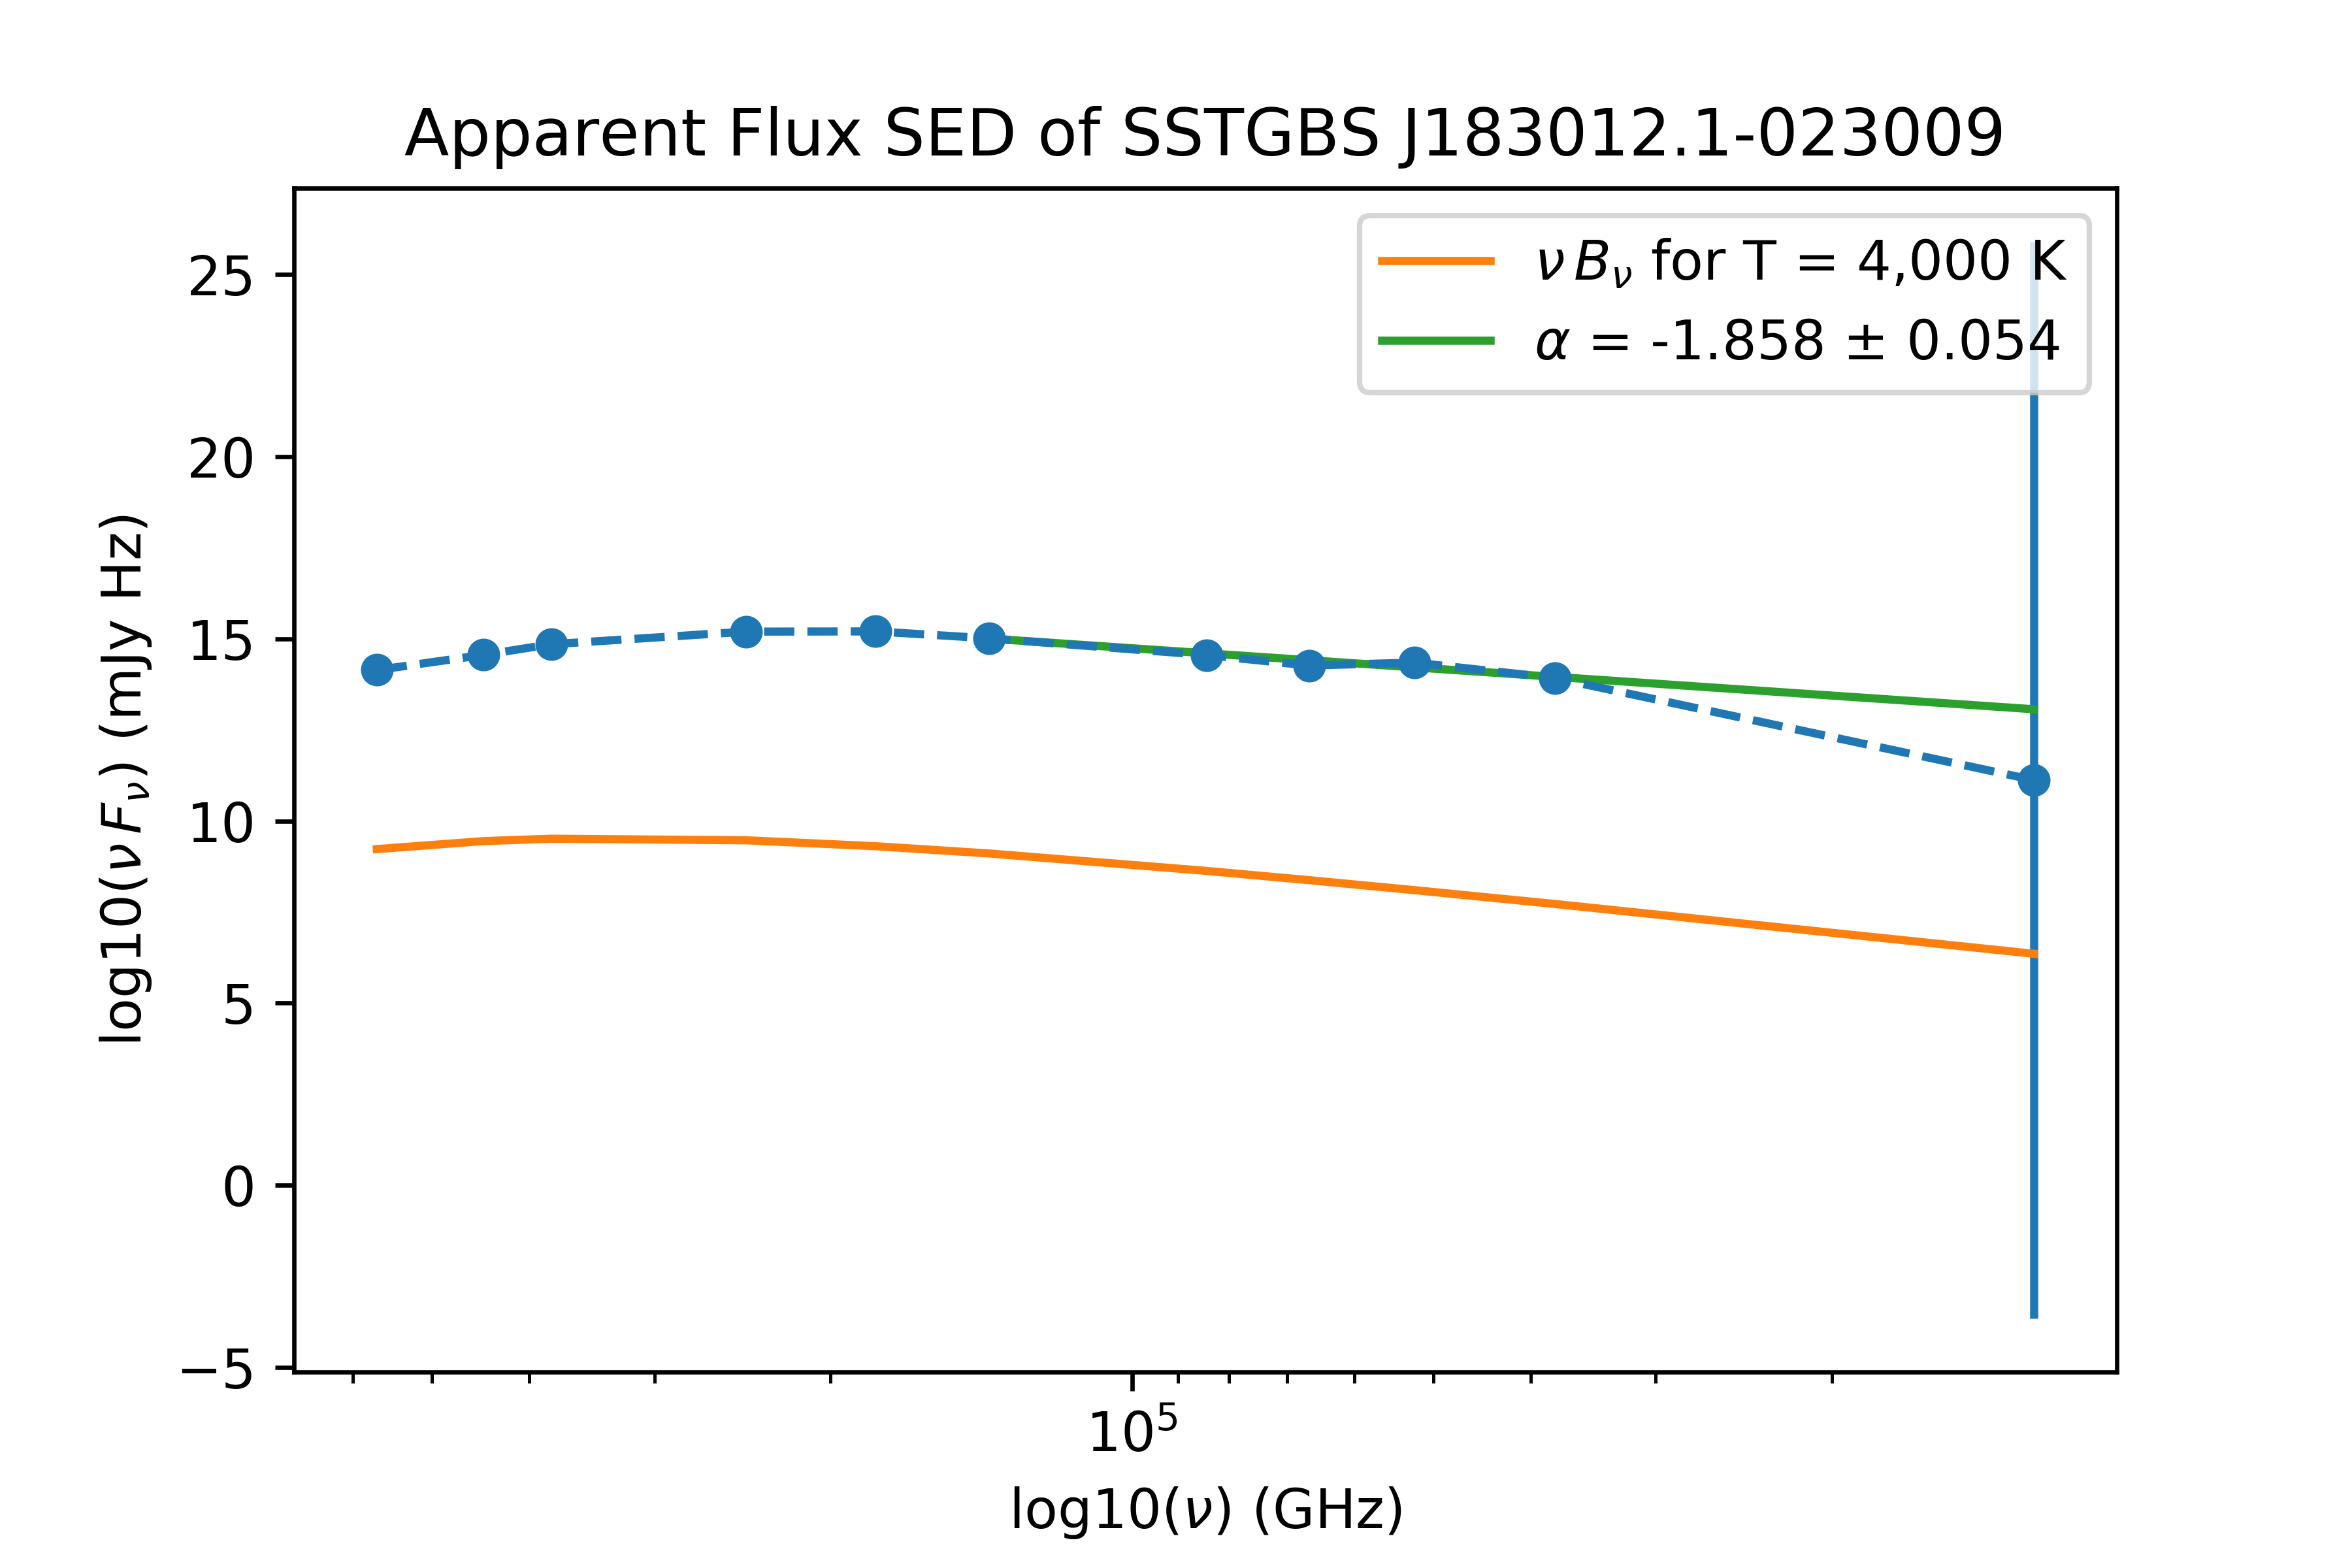 Apparent Flux SED of SSTGBS J183012.1-023009
νBν for T = 4,000 K
α = -1.858 ± 0.054
25
20
15
10
5
0
−5
log10(νFν) (mJy Hz)
10⁵
log10(ν) (GHz)